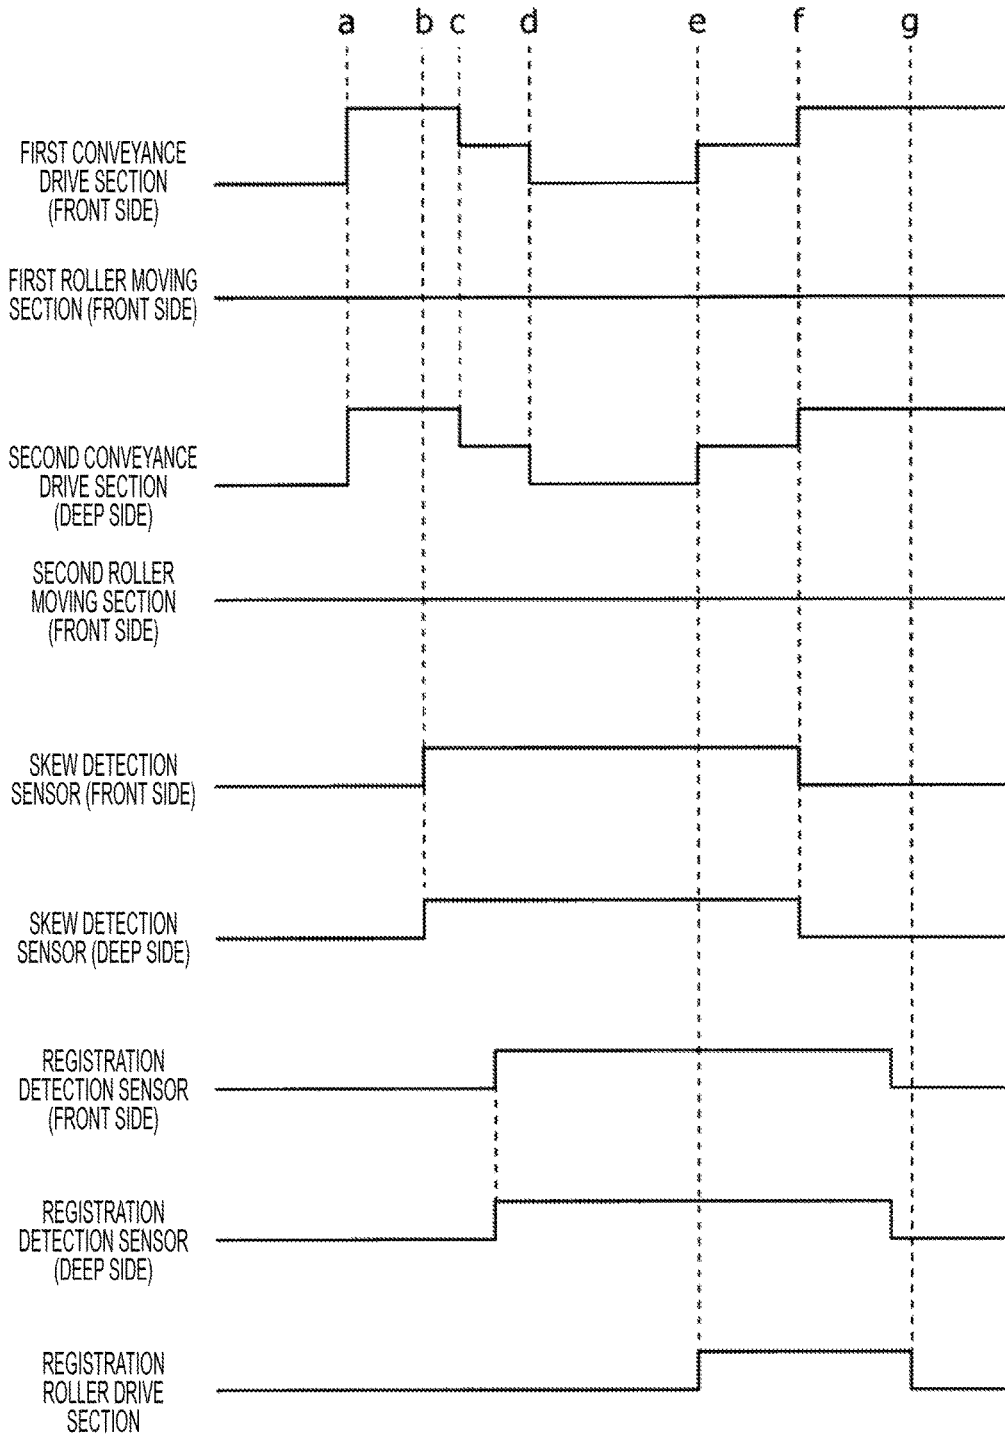 a b c d e f g
FIRST CONVEYANCE
DRIVE SECTION
(FRONT SIDE)
FIRST ROLLER MOVING
SECTION (FRONT SIDE)
SECOND CONVEYANCE
DRIVE SECTION
(DEEP SIDE)
SECOND ROLLER
MOVING SECTION
(FRONT SIDE)
SKEW DETECTION
SENSOR (FRONT SIDE)
SKEW DETECTION
SENSOR (DEEP SIDE)
REGISTRATION
DETECTION SENSOR
(FRONT SIDE)
REGISTRATION
DETECTION SENSOR
(DEEP SIDE)
REGISTRATION
ROLLER DRIVE
SECTION